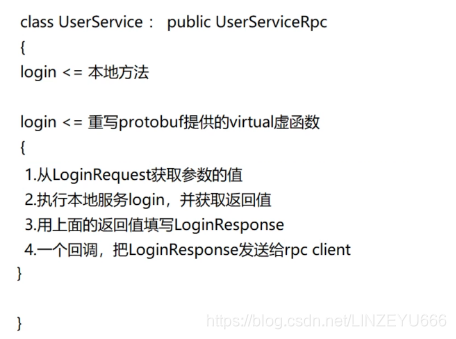 class UserService： public UserServiceRpc
{
login <= 本地方法
login <= 重写protobuf提供的virtual虚函数
{
1.从LoginRequest获取参数的值
2.执行本地服务login，并获取返回值
3.用上面的返回值填写LoginResponse
4.一个回调，把LoginResponse发送给rpc client
}
}
https://blog.csdn.net/LINZEYU666